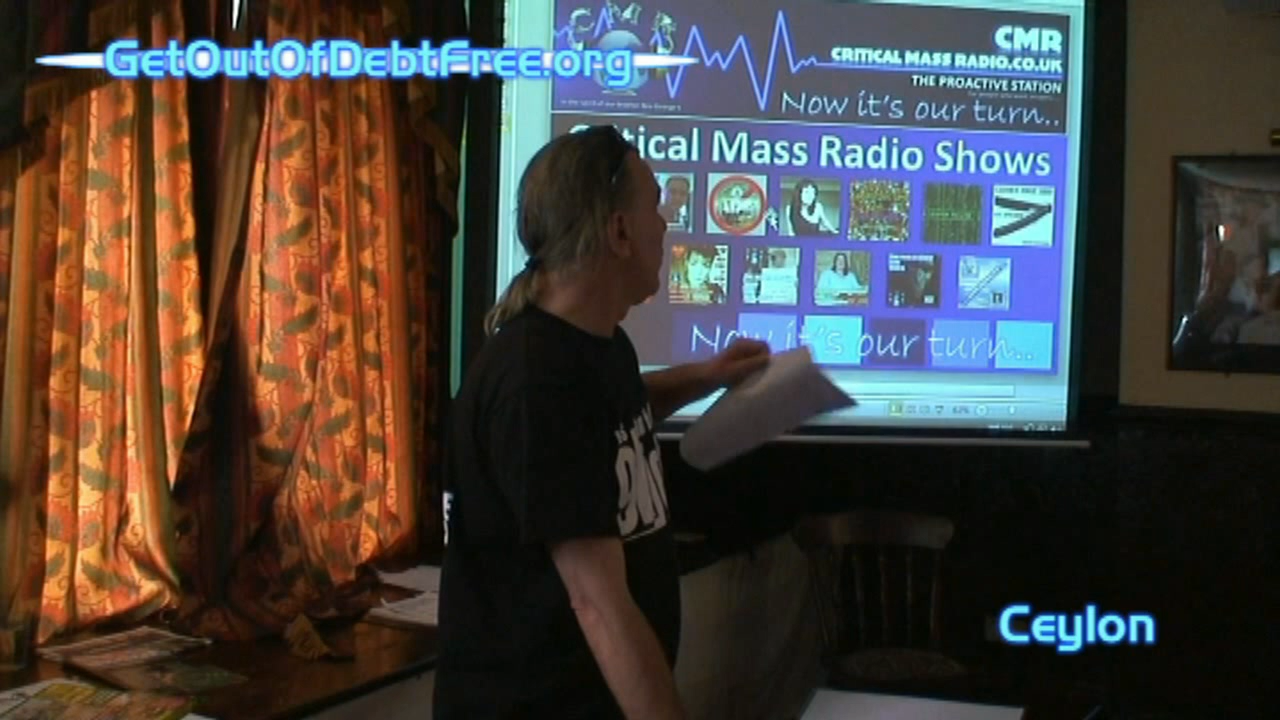 GetOutOfDebtFree.org
CMR
CRITICAL MASS RADIO.CO.UK
THE PROACTIVE STATION
Now it's our turn..
tical Mass Radio Shows
Now it's our turn..
Ceylon